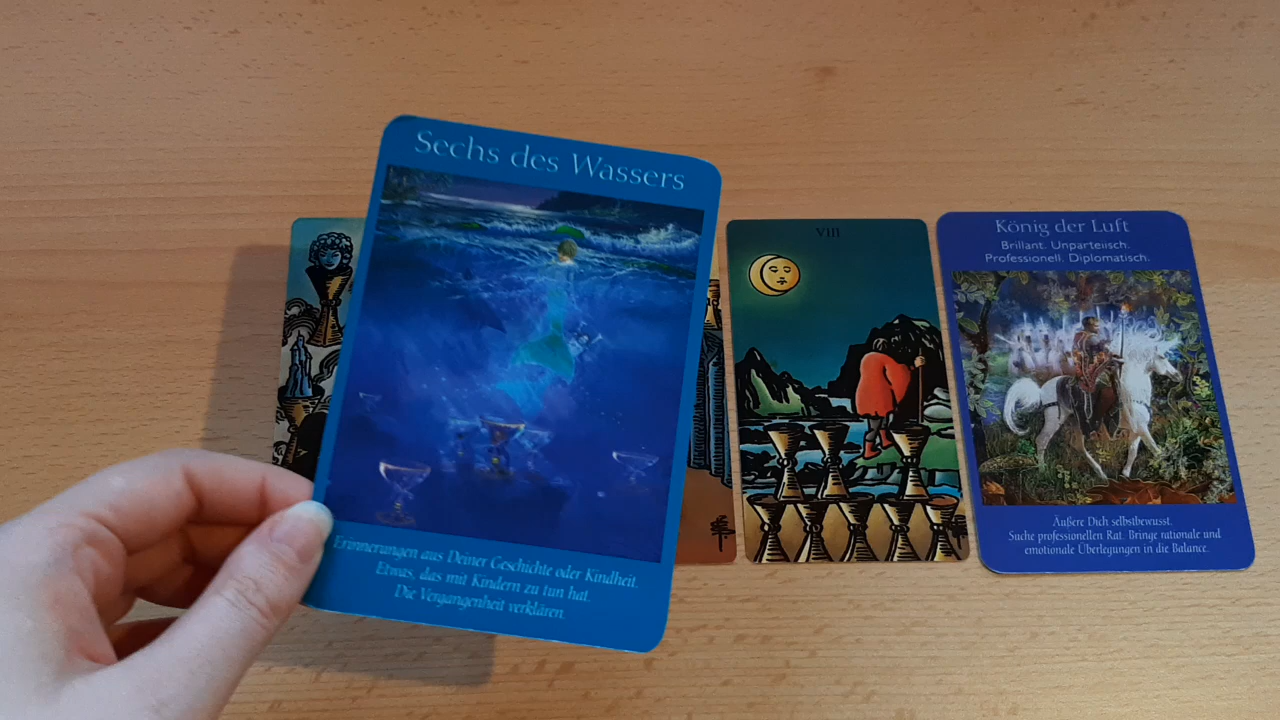 Sechs des Wassers
Erinnerungen aus Deiner Geschichte oder Kindheit.
Etwas, das mit Kindern zu tun hat.
Die Vergangenheit verklären.
VIII
König der Luft
Brillant. Unparteiisch.
Professionell. Diplomatisch.
Äußere Dich selbstbewusst.
Suche professionellen Rat. Bringe rationale und
emotionale Überlegungen in die Balance.